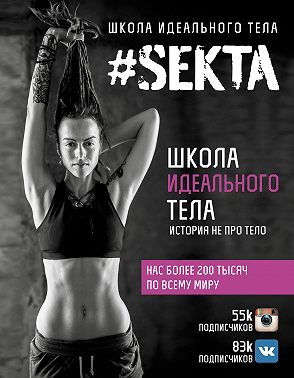 ШКОЛА ИДЕАЛЬНОГО ТЕЛА
#SEKTA
ШКОЛА
ИДЕАЛЬНОГО
ТЕЛА
ИСТОРИЯ НЕ ПРО ТЕЛО
НАС БОЛЕЕ 200 ТЫСЯЧ
ПО ВСЕМУ МИРУ
55k
ПОДПИСЧИКОВ
83k
ПОДПИСЧИКОВ